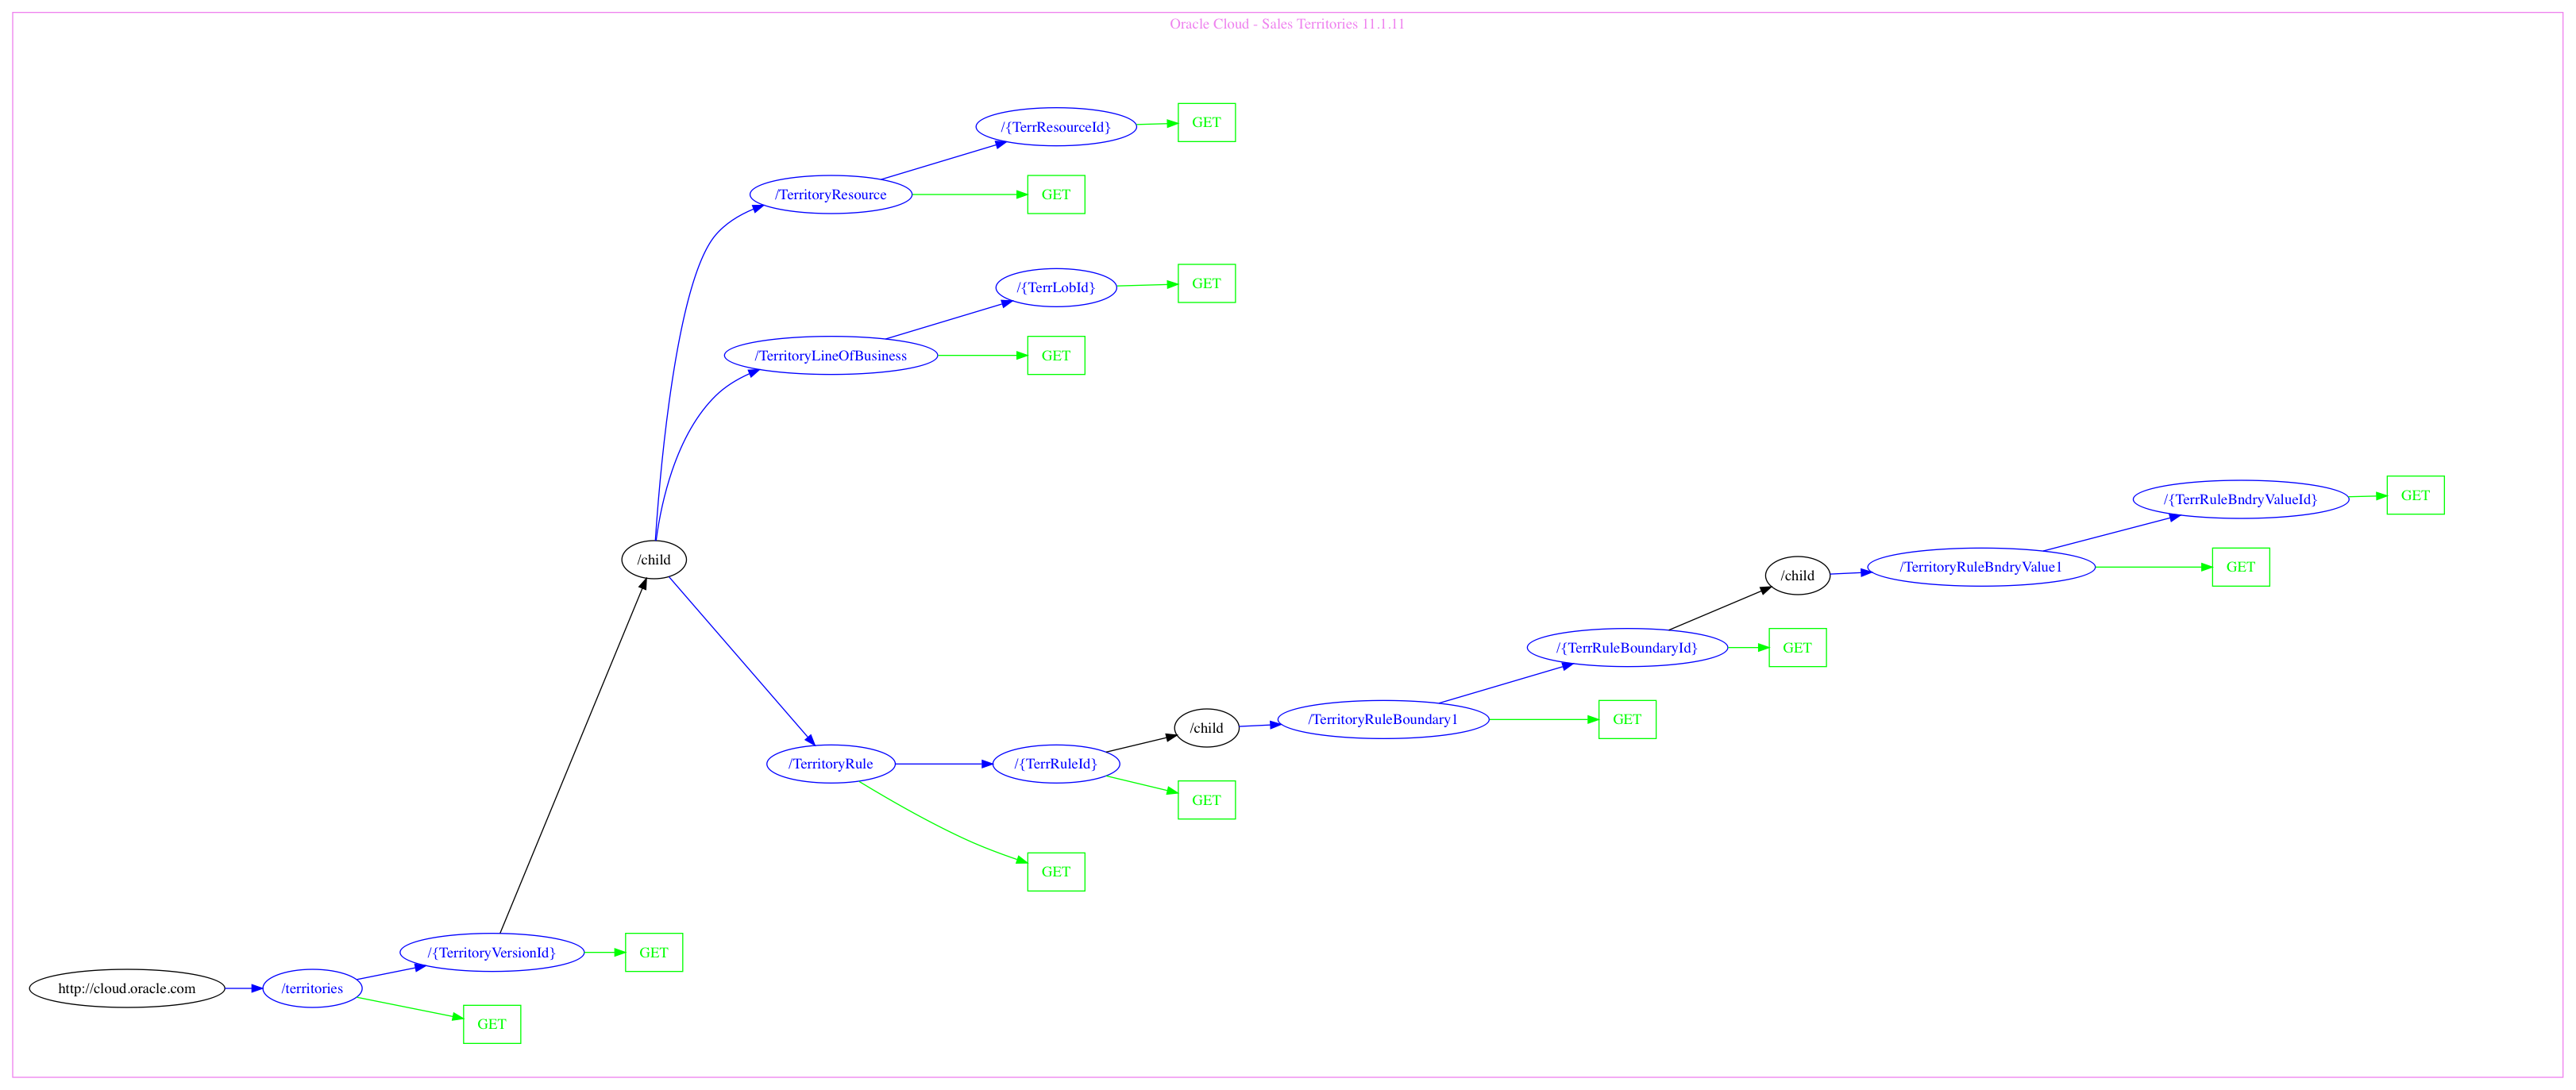 Oracle Cloud - Sales Territories 11.1.11
/{TerrResourceId}
GET
/TerritoryResource
GET
/{TerrLobId}
GET
/TerritoryLineOfBusiness
GET
/{TerrRuleBndryValueId}
GET
/child
/child
/TerritoryRuleBndryValue1
GET
/{TerrRuleBoundaryId}
GET
/child
/TerritoryRuleBoundary1
GET
/TerritoryRule
/{TerrRuleId}
GET
GET
/{TerritoryVersionId}
GET
http://cloud.oracle.com
/territories
GET